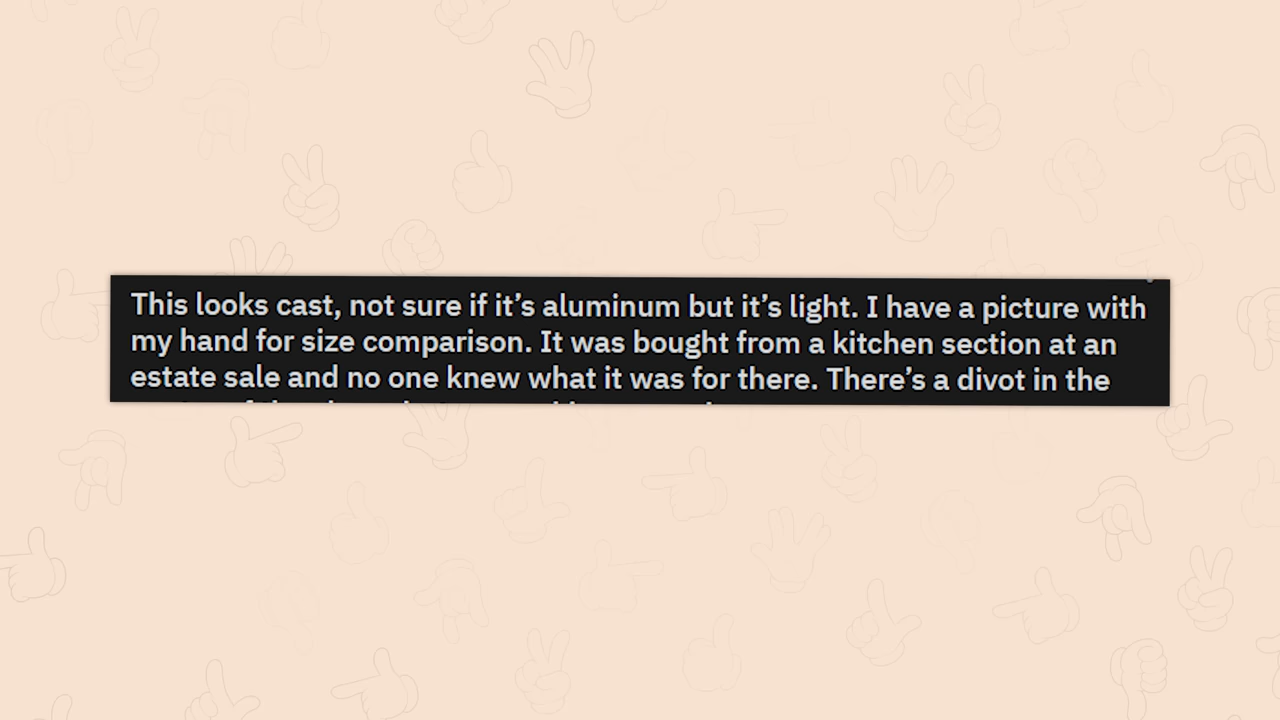 This looks cast, not sure if it’s aluminum but it’s light. I have a picture with
my hand for size comparison. It was bought from a kitchen section at an
estate sale and no one knew what it was for there. There’s a divot in the